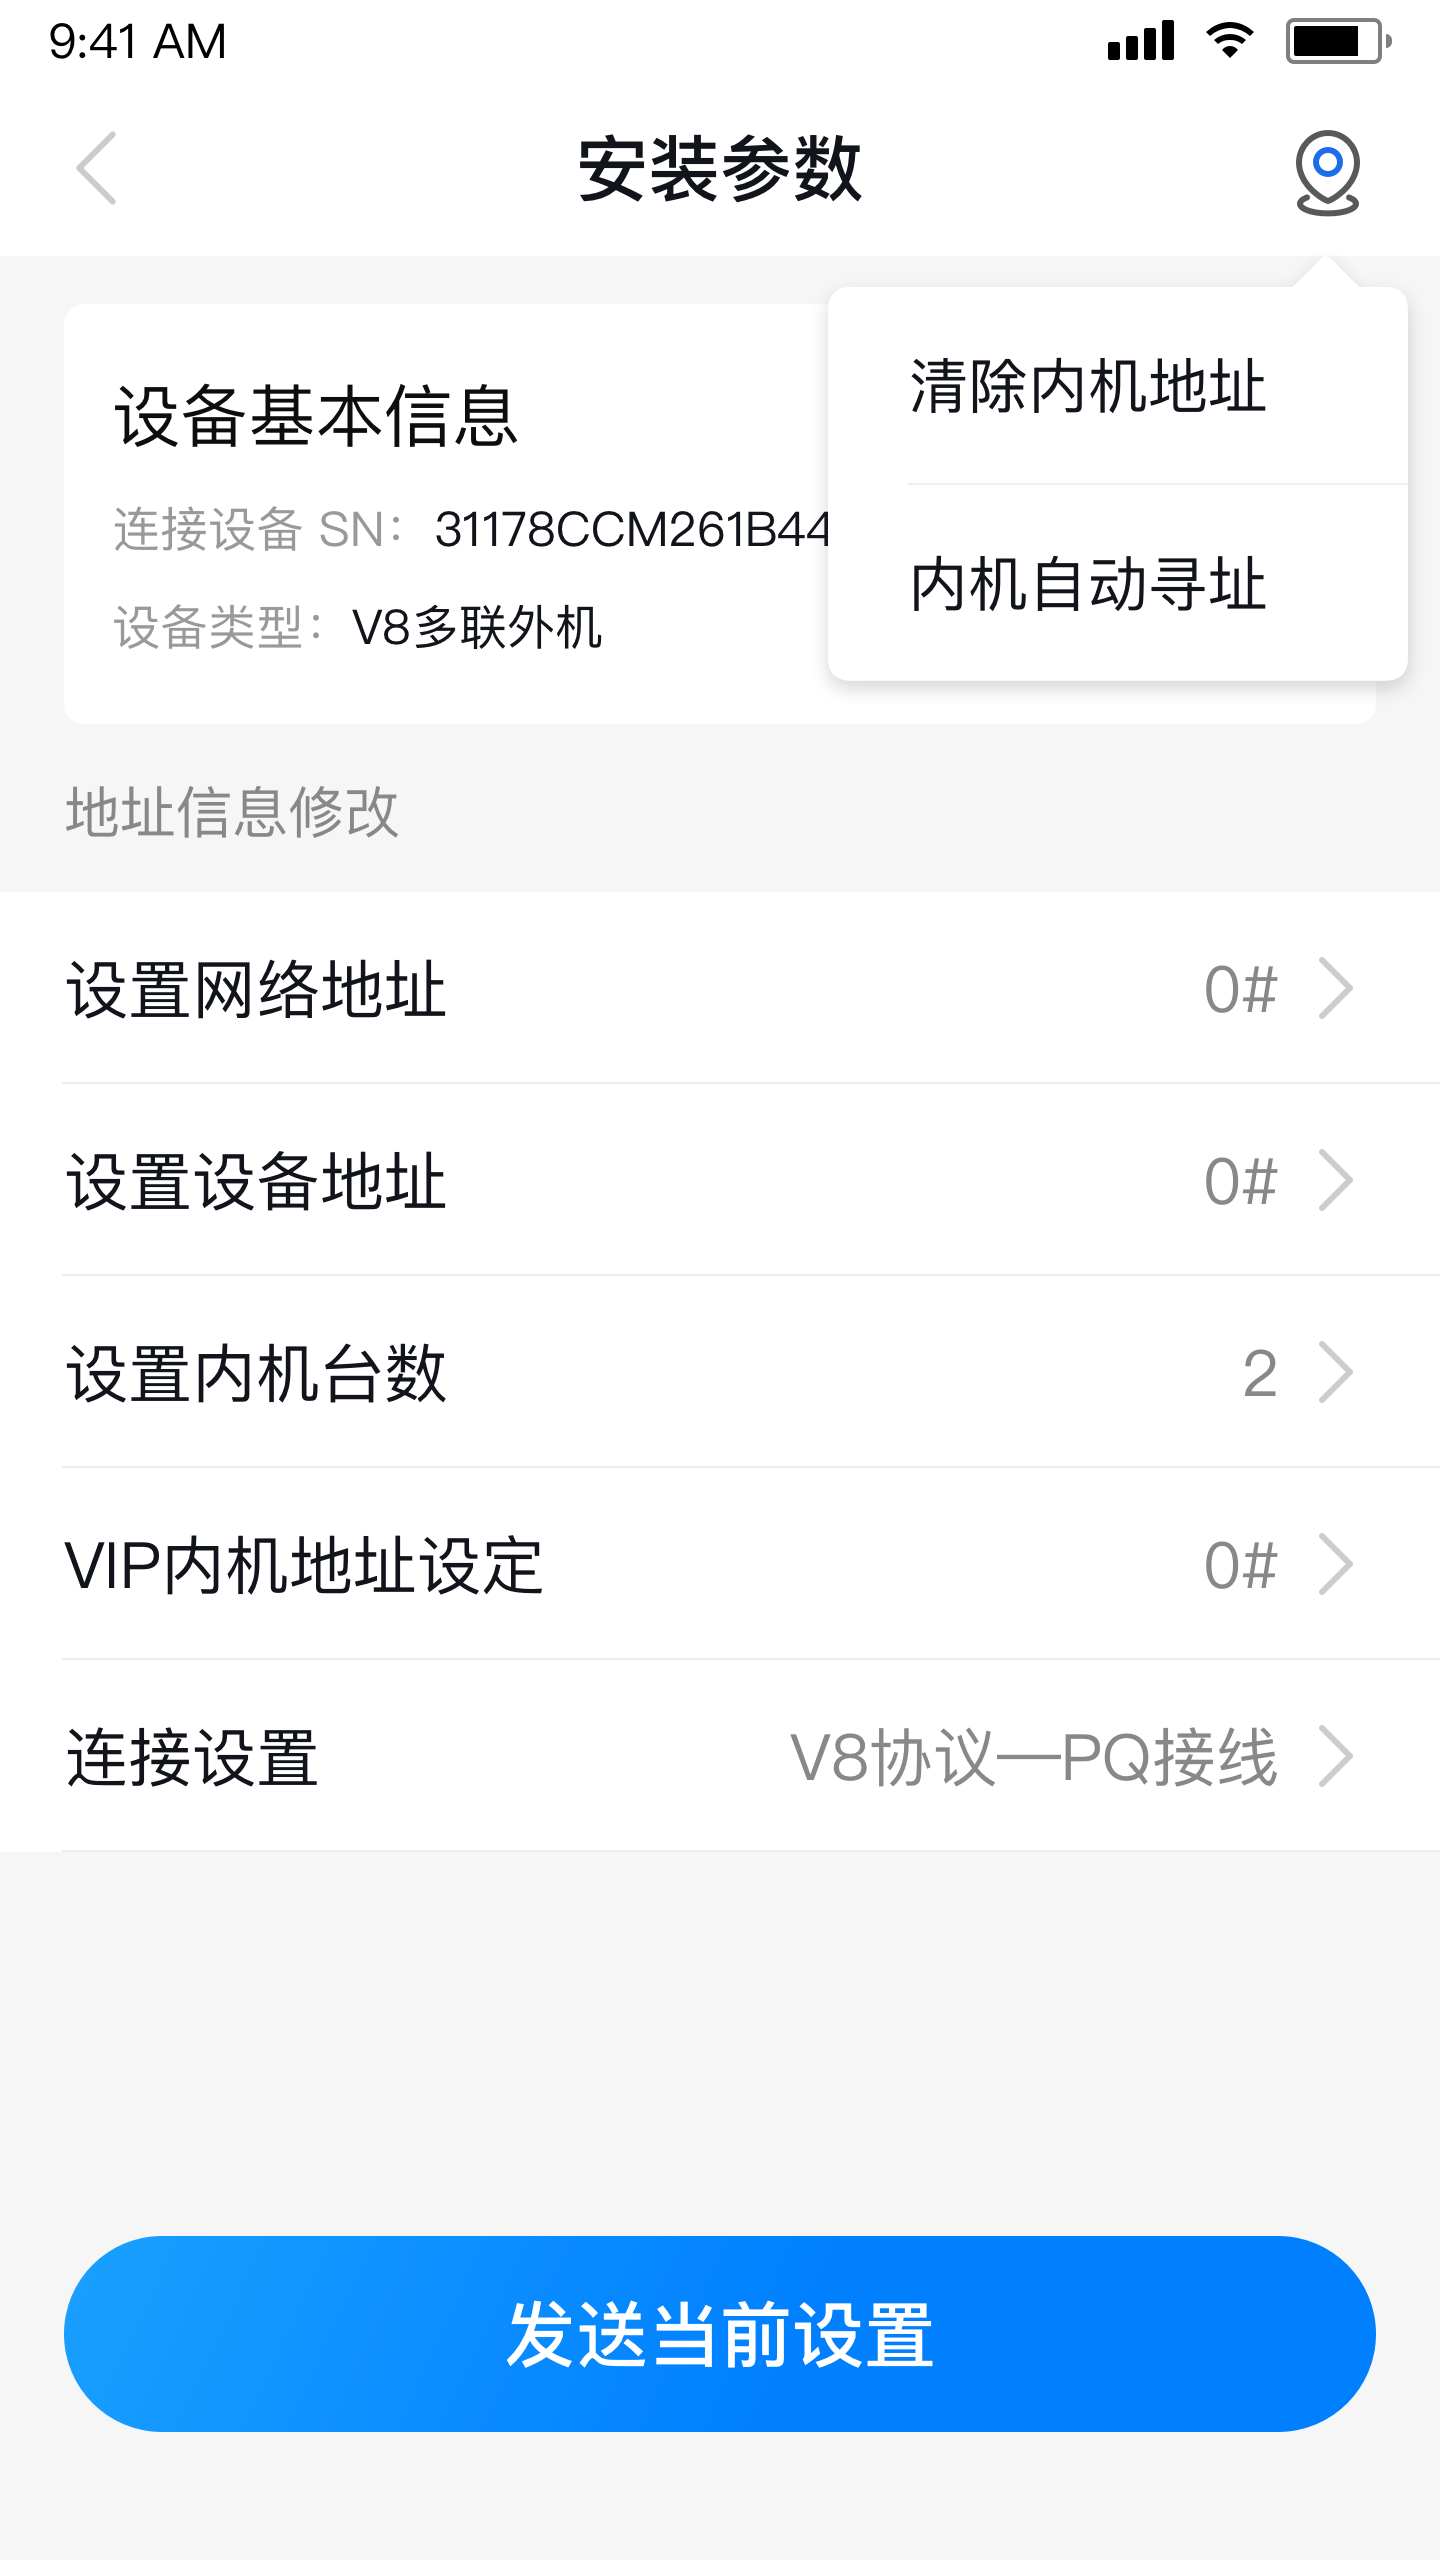 9:41 AM
安装参数
清除内机地址
内机自动寻址
设备基本信息
连接设备 SN：31178CCM261B44
设备类型：V8多联外机
地址信息修改
设置网络地址 0#
设置设备地址 0#
设置内机台数 2
VIP内机地址设定 0#
连接设置 V8协议—PQ接线
发送当前设置